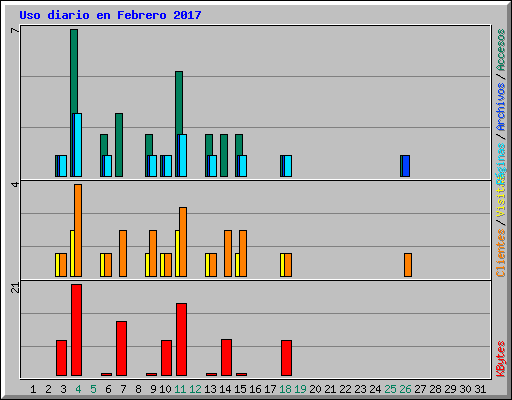 Uso diario en Febrero 2017
7
4
21
Accesos / Archivos / Páginas
Visitas / Clientes
KBytes
1 2 3 4 5 6 7 8 9 10 11 12 13 14 15 16 17 18 19 20 21 22 23 24 25 26 27 28 29 30 31